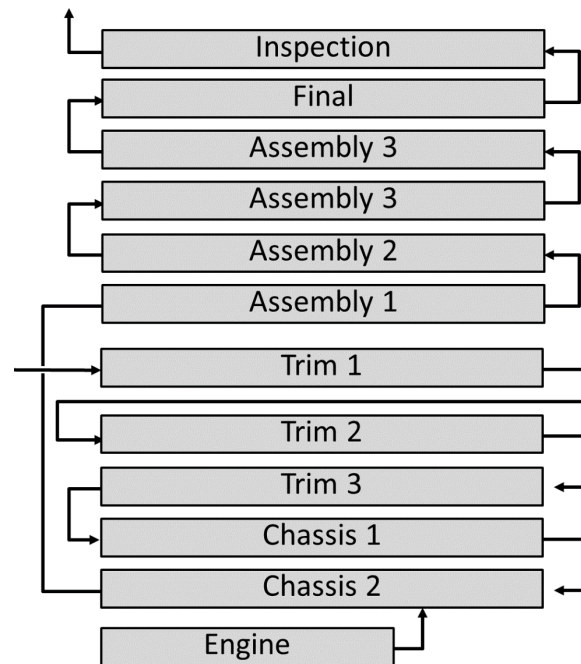 Inspection
Final
Assembly 3
Assembly 3
Assembly 2
Assembly 1
Trim 1
Trim 2
Trim 3
Chassis 1
Chassis 2
Engine